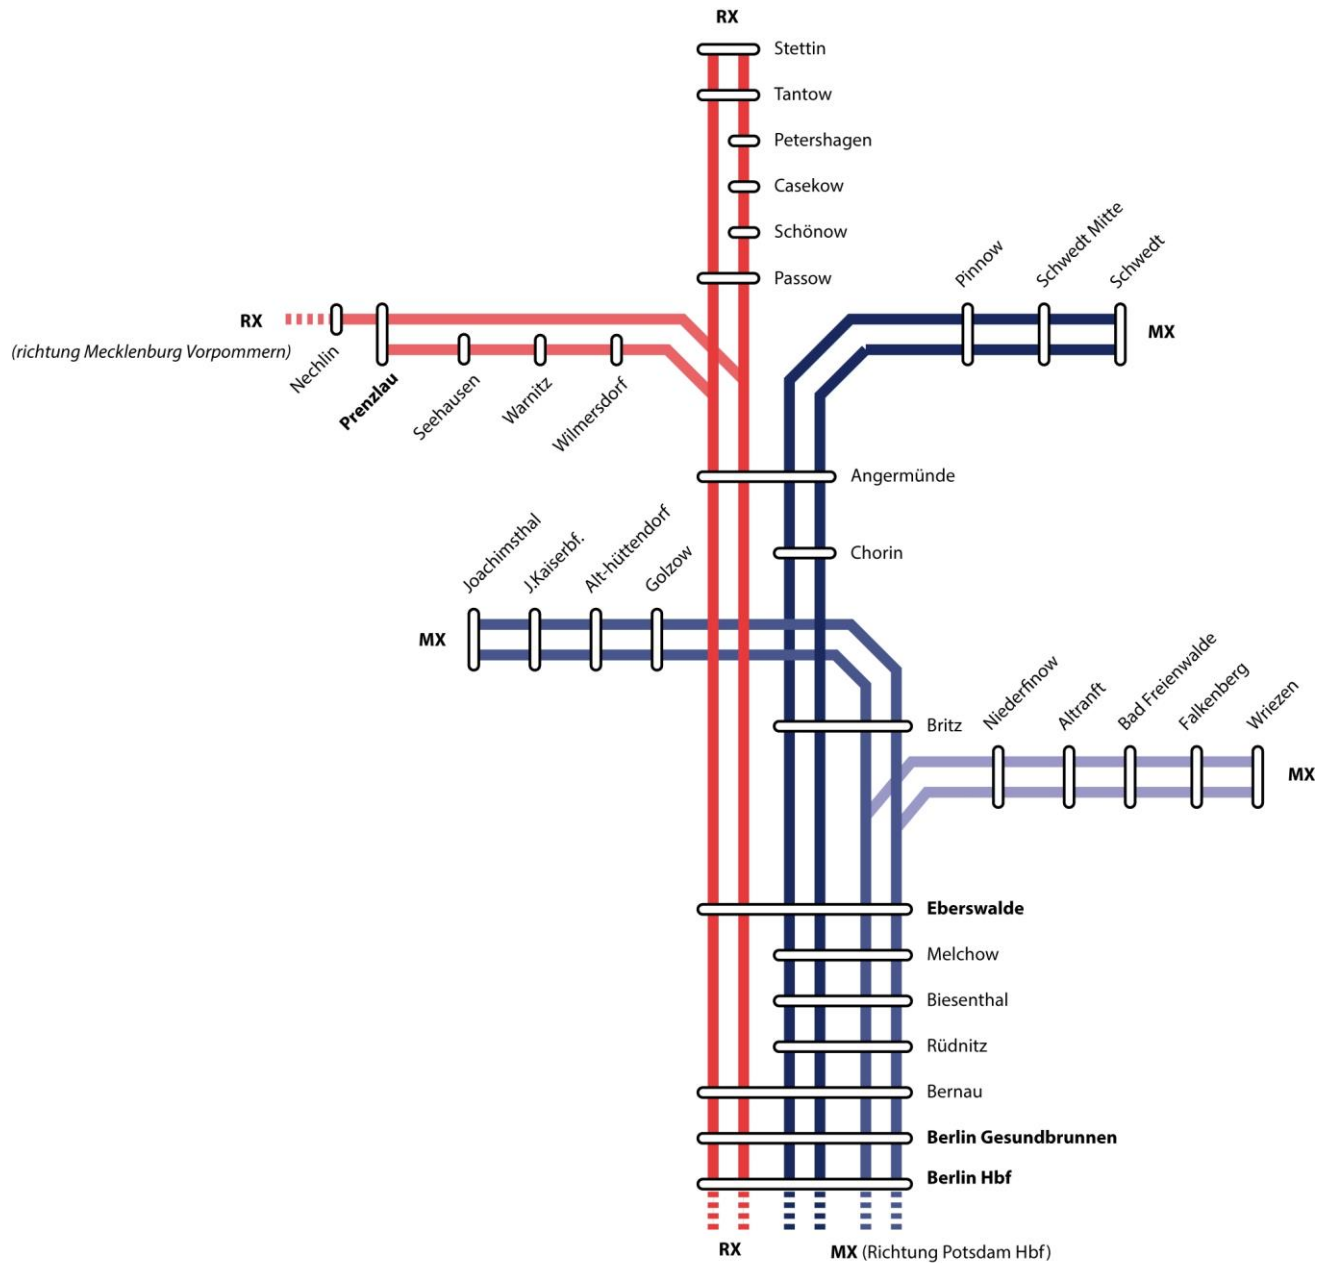 RX
Stettin
Tantow
Petershagen
Casekow
Schönow
Passow
Pinnow
Schwedt Mitte
Schwedt
MX
RX
(richtung Mecklenburg Vorpommern)
Nechlin
Prenzlau
Seehausen
Warnitz
Wilmersdorf
Angermünde
Chorin
Joachimsthal
J.Kaiserbf.
Alt-hüttendorf
Golzow
MX
Britz
Niederfinow
Altranft
Bad Freienwalde
Falkenberg
Wriezen
MX
Eberswalde
Melchow
Biesenthal
Rüdnitz
Bernau
Berlin Gesundbrunnen
Berlin Hbf
RX
MX (Richtung Potsdam Hbf)